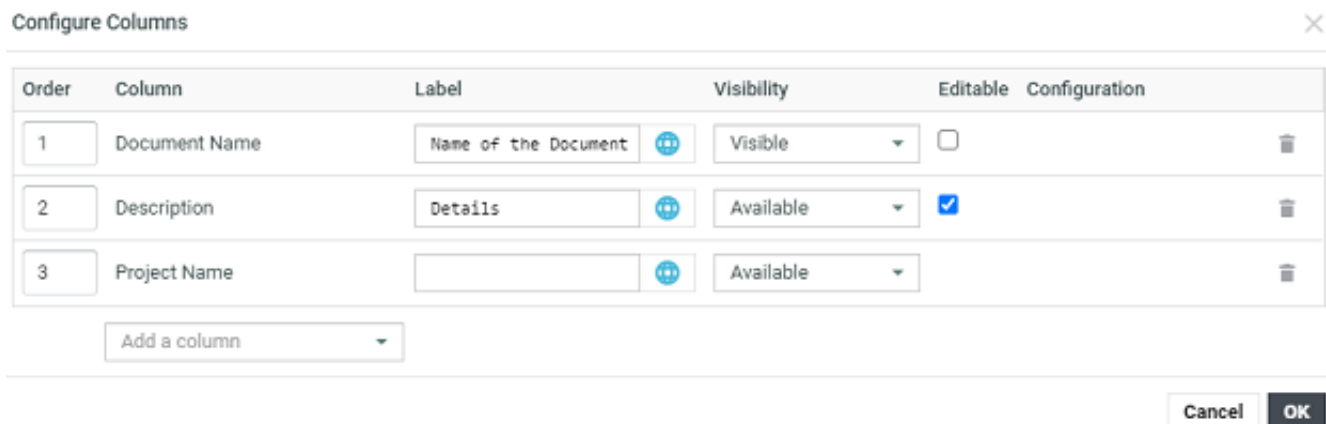 Configure Columns
Order Column Label Visibility Editable Configuration
1 Document Name Name of the Document Visible
2 Description Details Available
3 Project Name Available
Add a column
Cancel OK